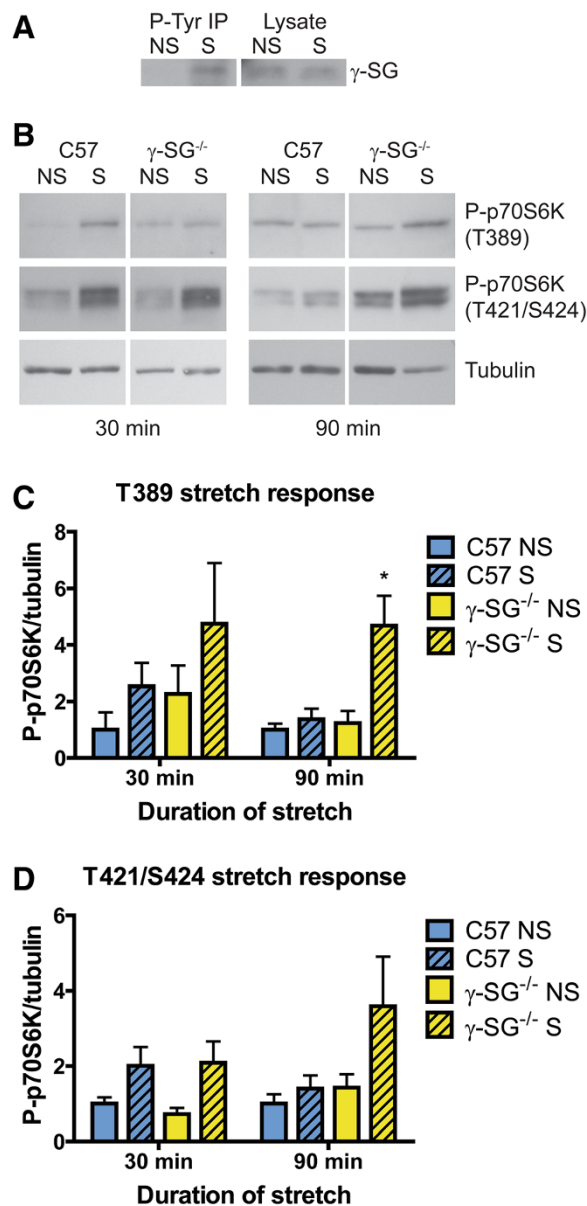 A
P-Tyr IP Lysate
NS S NS S
γ-SG
B
C57 γ-SG-/- C57 γ-SG-/-
NS S NS S NS S NS S
P-p70S6K
(T389)
P-p70S6K
(T421/S424)
Tubulin
30 min 90 min
C
T389 stretch response
P-p70S6K/tubulin
8
6
4
2
0
*
30 min 90 min
Duration of stretch
C57 NS
C57 S
γ-SG-/- NS
γ-SG-/- S
D
T421/S424 stretch response
P-p70S6K/tubulin
6
4
2
0
30 min 90 min
Duration of stretch
C57 NS
C57 S
γ-SG-/- NS
γ-SG-/- S